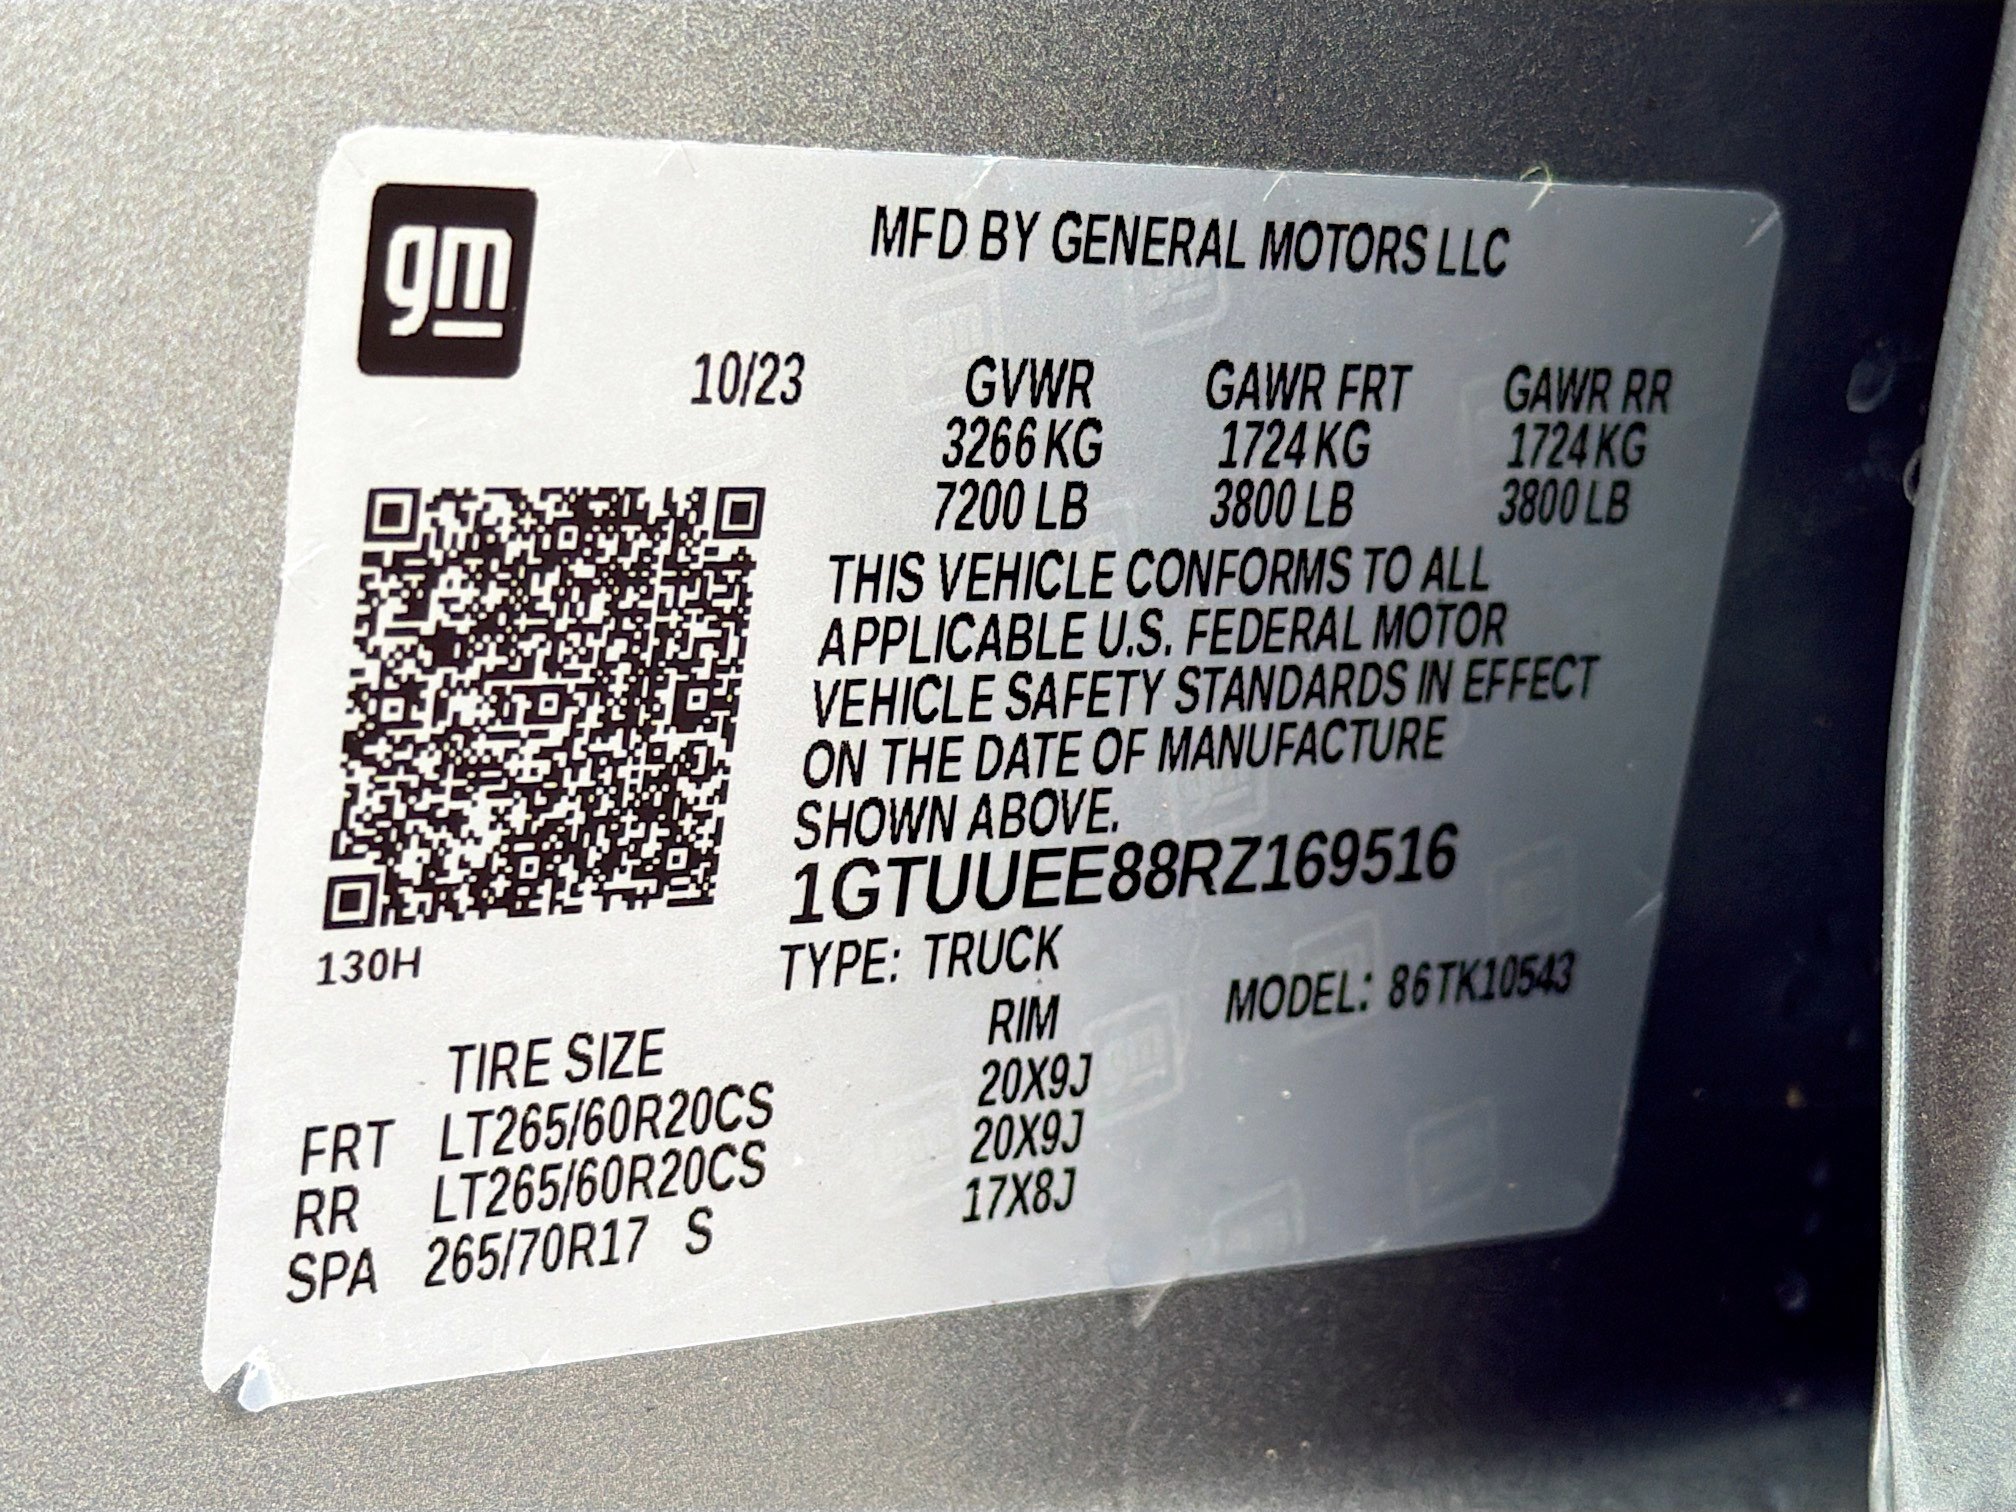 gm
MFD BY GENERAL MOTORS LLC
10/23
GVWR GAWR FRT GAWR RR
3266 KG 1724 KG 1724 KG
7200 LB 3800 LB 3800 LB
THIS VEHICLE CONFORMS TO ALL
APPLICABLE U.S. FEDERAL MOTOR
VEHICLE SAFETY STANDARDS IN EFFECT
ON THE DATE OF MANUFACTURE
SHOWN ABOVE.
1GTUUEE88RZ169516
130H
TYPE: TRUCK
MODEL: 86TK10543
TIRE SIZE RIM
FRT LT265/60R20CS 20X9J
RR LT265/60R20CS 20X9J
SPA 265/70R17 S 17X8J